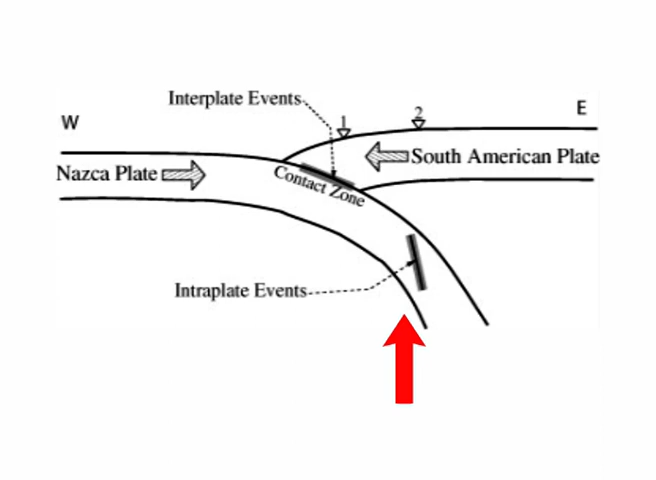 Interplate Events
W
1
2
E
Nazca Plate
South American Plate
Contact Zone
Intraplate Events